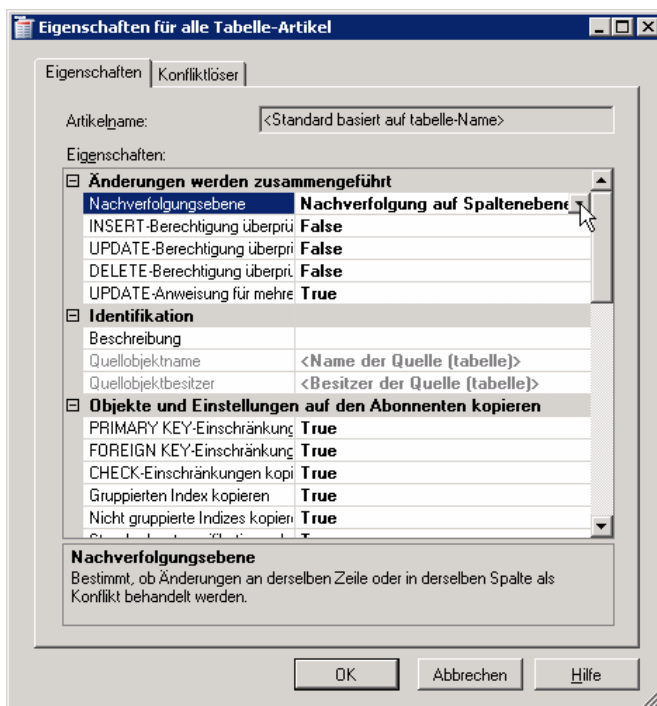 Eigenschaften für alle Tabelle-Artikel
Eigenschaften Konfliktlöser
Artikelname: <Standard basiert auf tabelle-Name>
Eigenschaften:
Änderungen werden zusammengeführt
Nachverfolgungsebene Nachverfolgung auf Spaltenebene
INSERT-Berechtigung überprü False
UPDATE-Berechtigung überpri False
DELETE-Berechtigung überprü False
UPDATE-Anweisung für mehre True
Identifikation
Beschreibung
Quellobjektname <Name der Quelle (tabelle)>
Quellobjektbesitzer <Besitzer der Quelle (tabelle)>
Objekte und Einstellungen auf den Abonnenten kopieren
PRIMARY KEY-Einschränkung True
FOREIGN KEY-Einschränkung True
CHECK-Einschränkungen kopi True
Gruppierten Index kopieren True
Nicht gruppierte Indizes kopieren True
Nachverfolgungsebene
Bestimmt, ob Änderungen an derselben Zeile oder in derselben Spalte als
Konflikt behandelt werden.
OK Abbrechen Hilfe